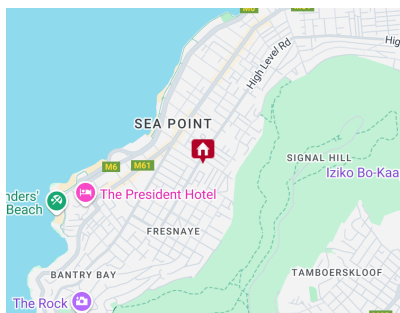 M6
High Level Rd
SEA POINT
SIGNAL HILL
M6
M61
Iziko Bo-Kaa
nders'
Beach
The President Hotel
FRESNAYE
BANTRY BAY
TAMBOERSKLOOF
The Rock